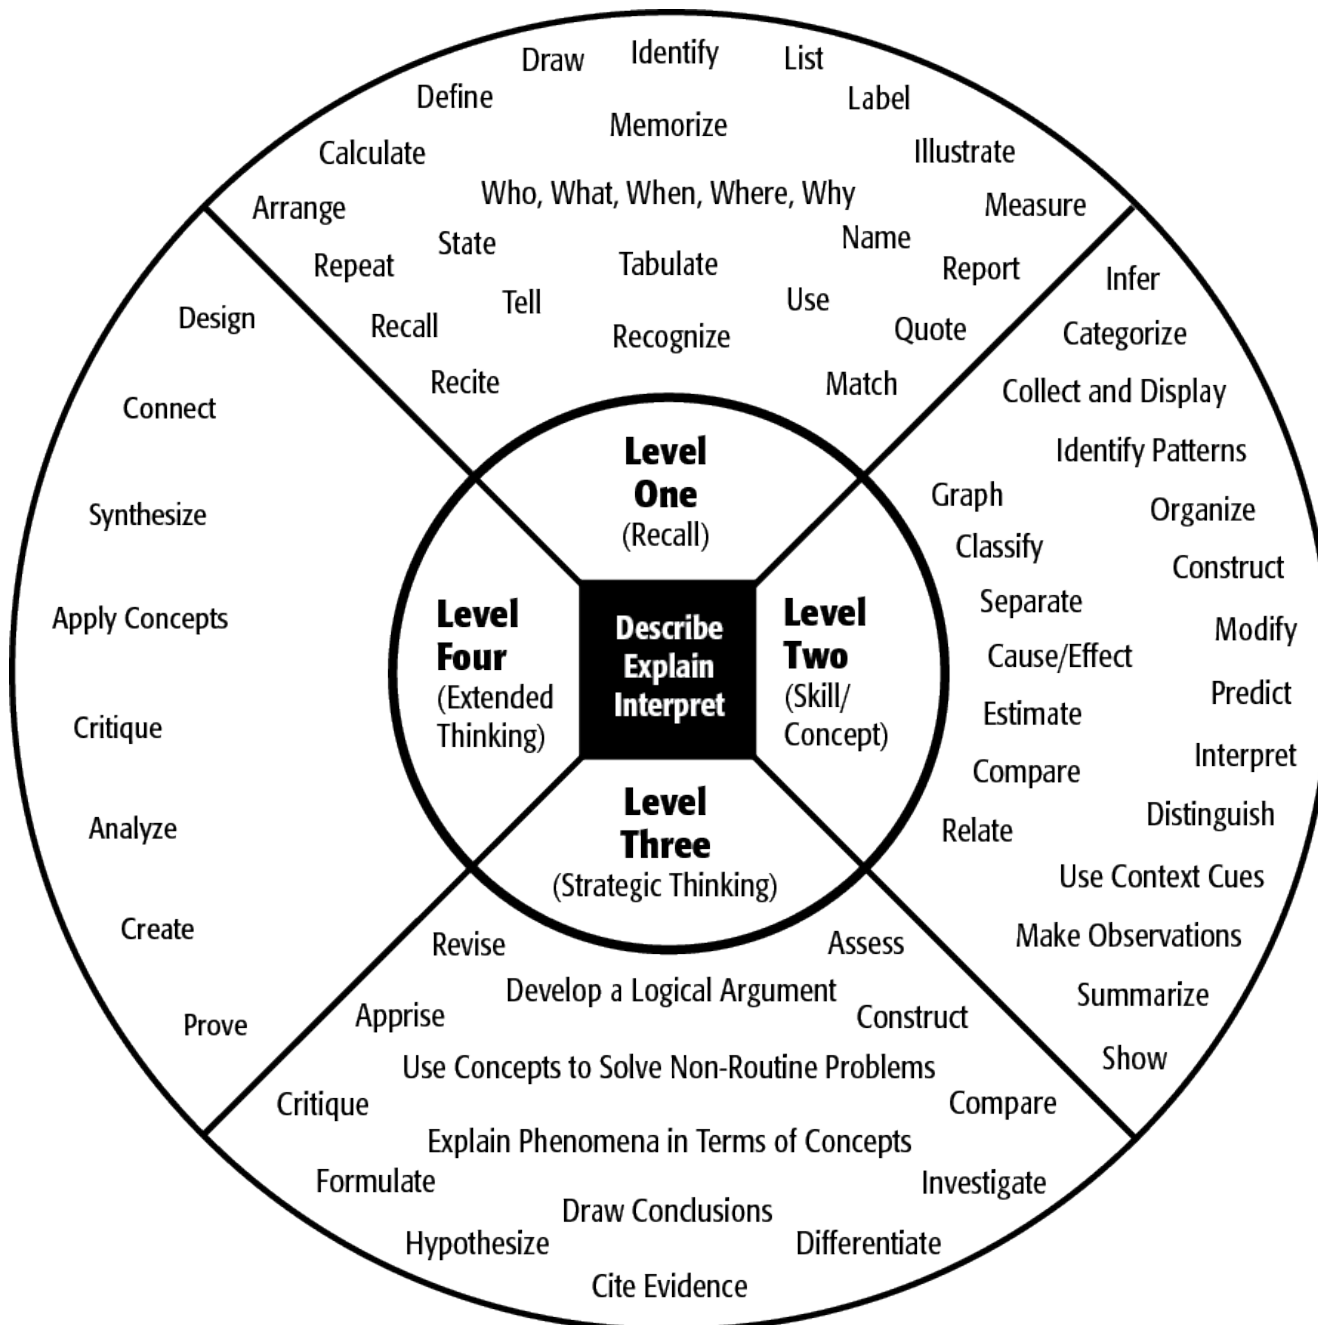 Draw
Identify
List
Define
Label
Memorize
Calculate
Illustrate
Who, What, When, Where, Why
Arrange
Measure
State
Name
Repeat
Tabulate
Report
Tell
Use
Recall
Recognize
Quote
Recite
Match
Level
One
(Recall)
Infer
Categorize
Collect and Display
Identify Patterns
Graph
Organize
Classify
Construct
Separate
Modify
Cause/Effect
Predict
Estimate
Interpret
Compare
Distinguish
Relate
Use Context Cues
Make Observations
Summarize
Show
Level
Two
(Skill/
Concept)
Describe
Explain
Interpret
Level
Four
(Extended
Thinking)
Design
Connect
Synthesize
Apply Concepts
Critique
Analyze
Create
Prove
Level
Three
(Strategic Thinking)
Revise
Assess
Develop a Logical Argument
Apprise
Construct
Use Concepts to Solve Non-Routine Problems
Critique
Compare
Explain Phenomena in Terms of Concepts
Formulate
Investigate
Draw Conclusions
Hypothesize
Differentiate
Cite Evidence